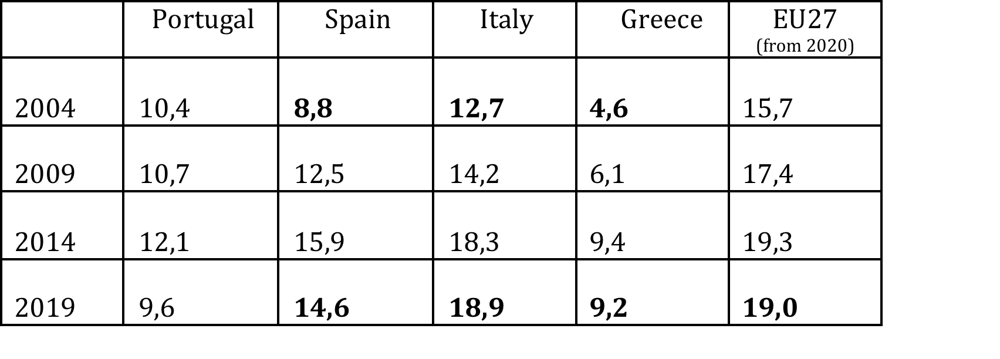 Portugal Spain Italy Greece EU27
(from 2020)
2004 10,4 8,8 12,7 4,6 15,7
2009 10,7 12,5 14,2 6,1 17,4
2014 12,1 15,9 18,3 9,4 19,3
2019 9,6 14,6 18,9 9,2 19,0